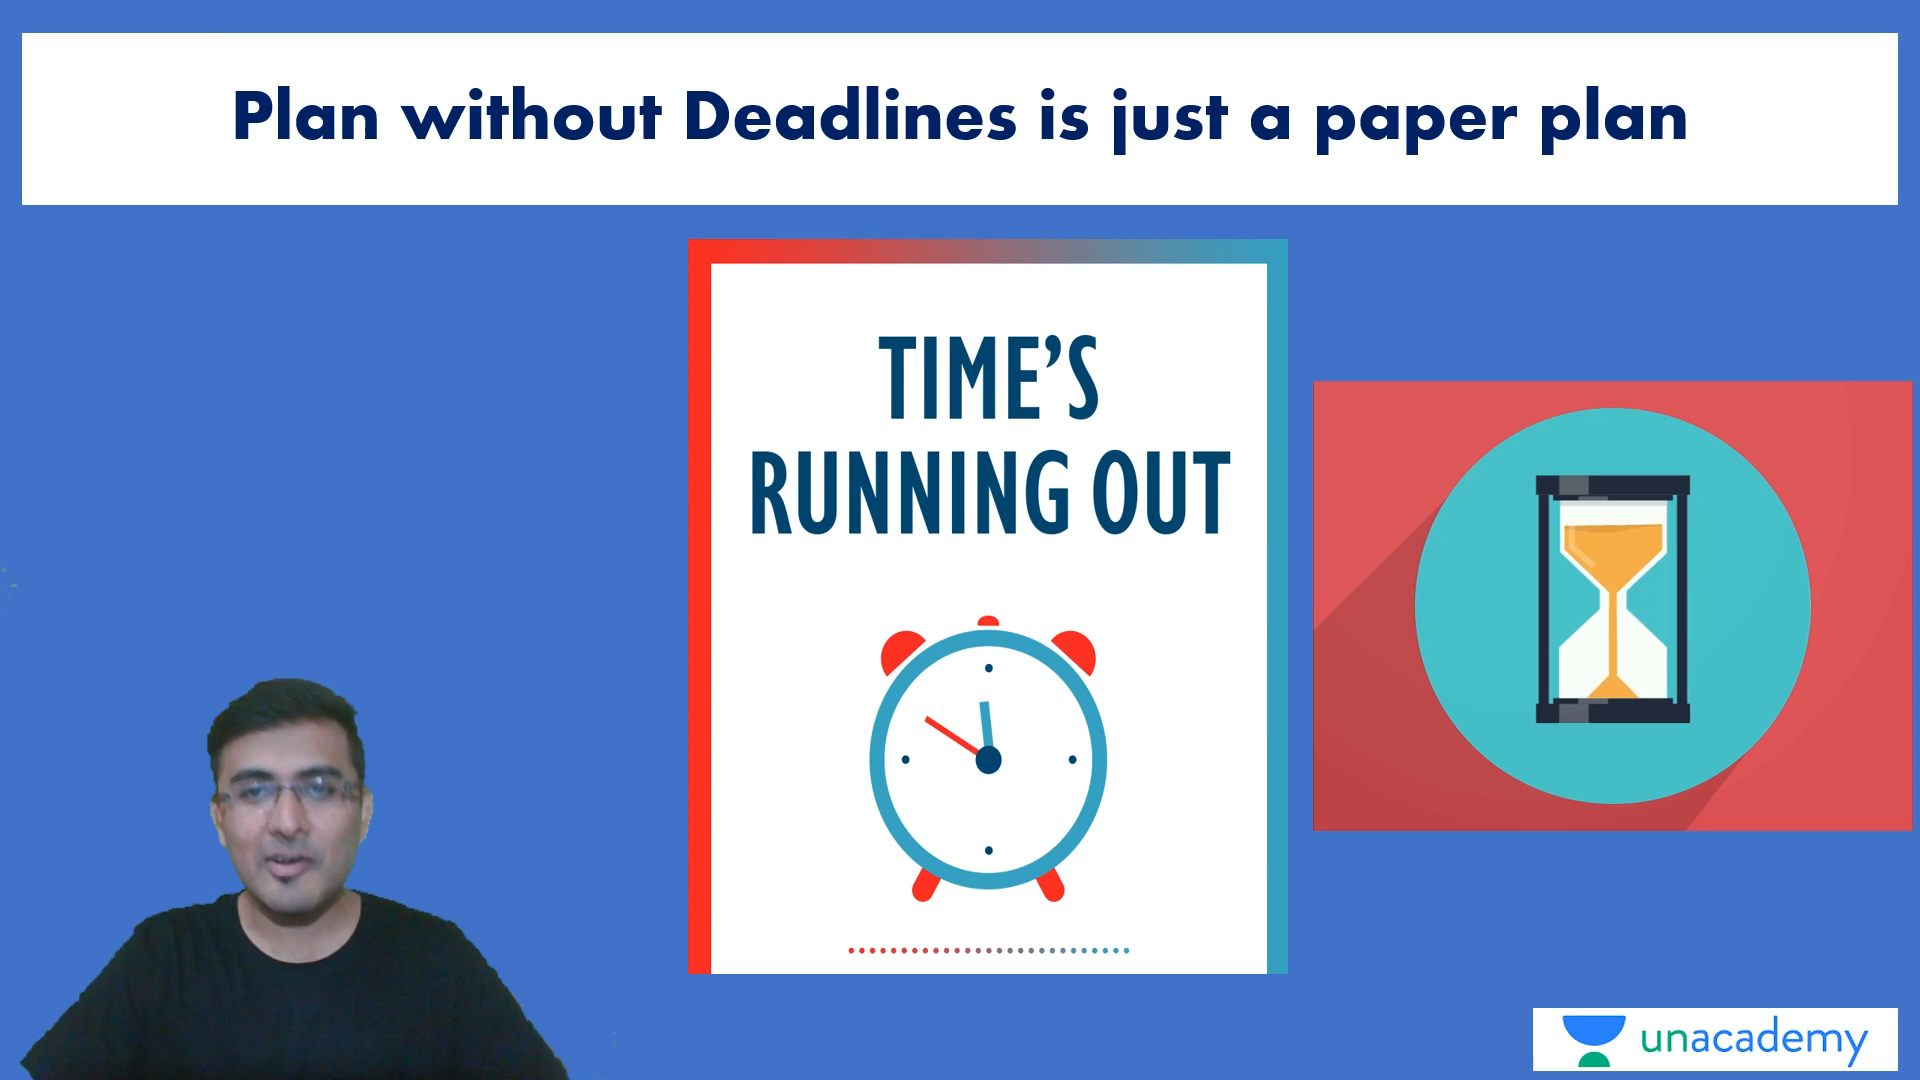 Plan without Deadlines is just a paper plan
TIME’S
RUNNING OUT
unacademy